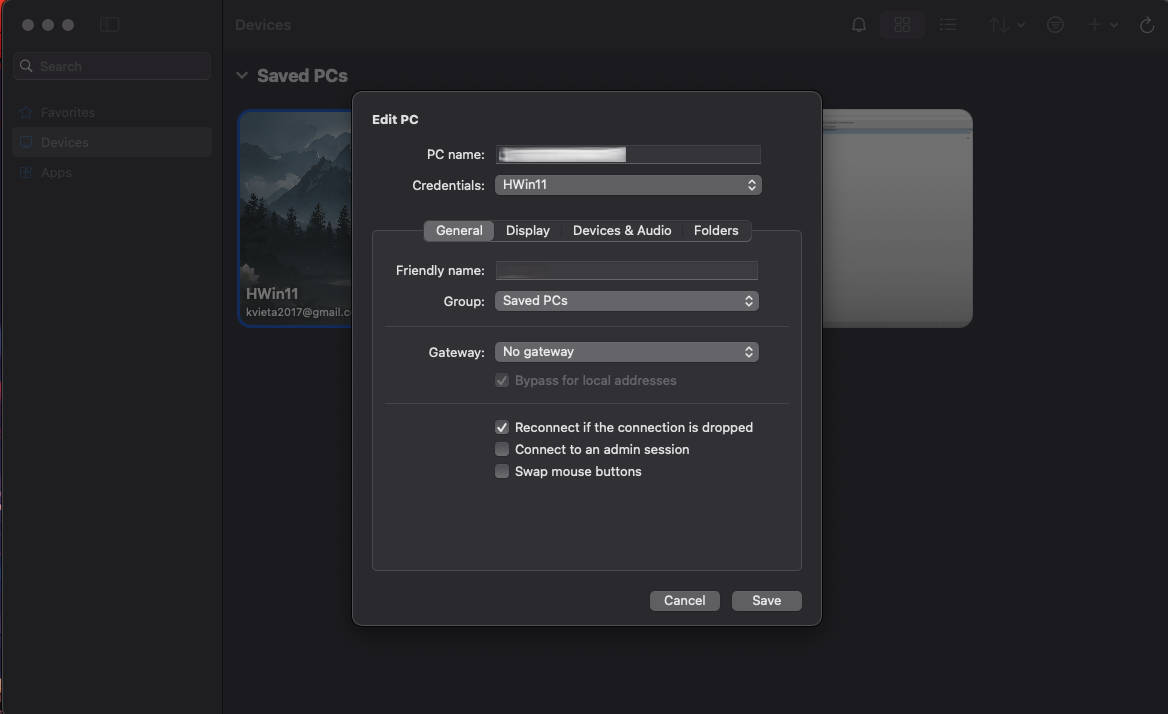 Devices
Search
Favorites
Devices
Apps
Saved PCs
HWin11
Edit PC
PC name:
Credentials: HWin11
General Display Devices & Audio Folders
Friendly name:
Group: Saved PCs
Gateway: No gateway
Bypass for local addresses
Reconnect if the connection is dropped
Connect to an admin session
Swap mouse buttons
Cancel Save
kvieta2017@gmail.c